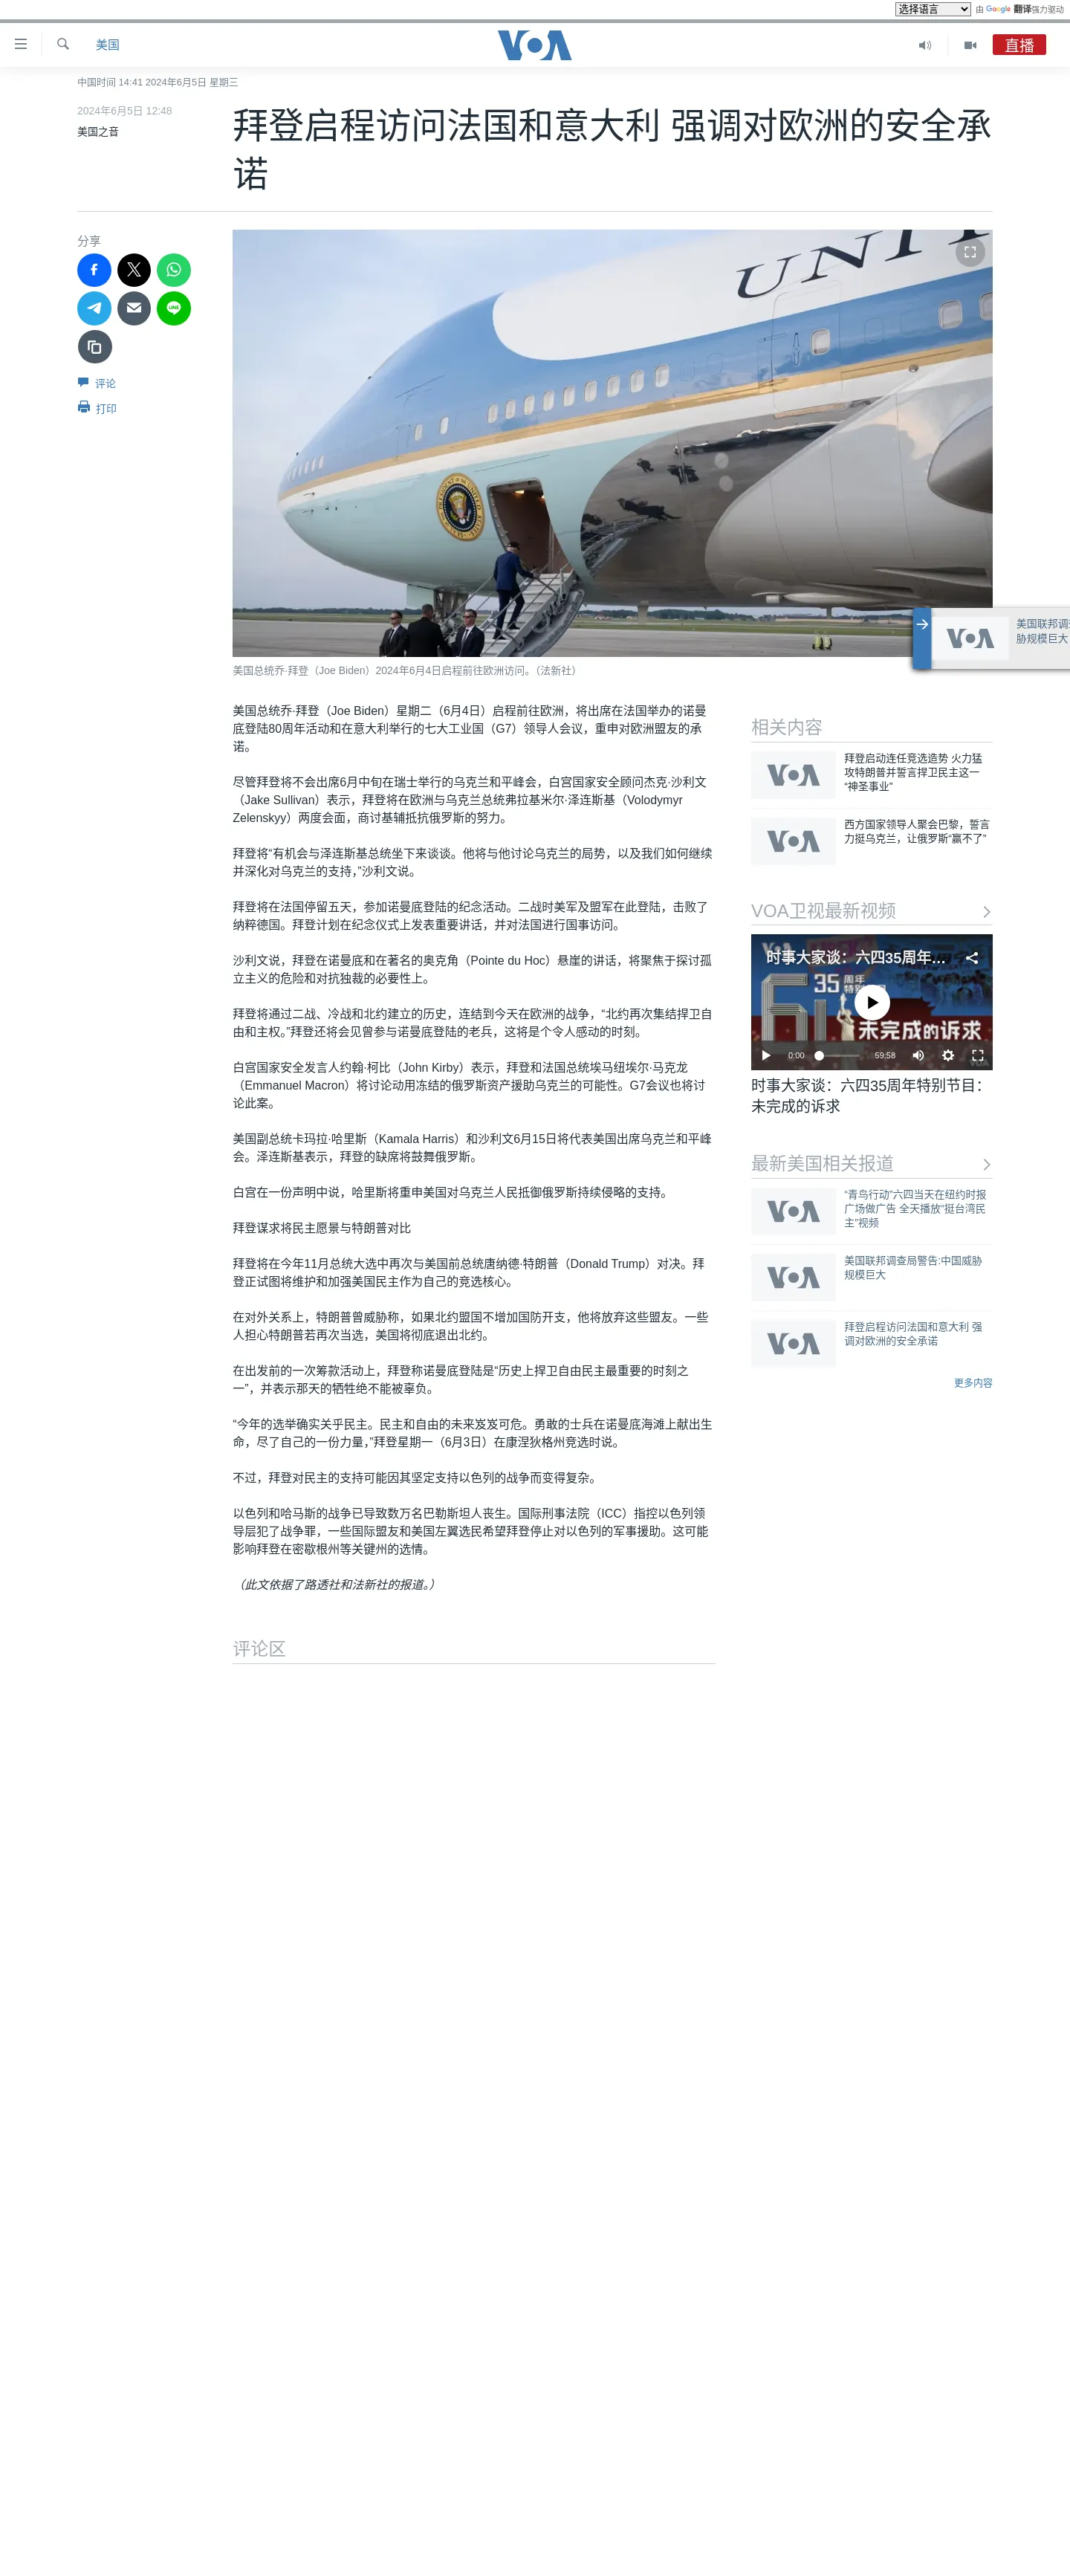 选择语言 由 Google 翻译强力驱动
美国
VOA
直播
中国时间 14:41 2024年6月5日 星期三
2024年6月5日 12:48
美国之音
拜登启程访问法国和意大利 强调对欧洲的安全承
诺
分享
评论
打印
UNIT
美国总统乔·拜登（Joe Biden）2024年6月4日启程前往欧洲访问。（法新社）
美国联邦调
胁规模巨大
美国总统乔·拜登（Joe Biden）星期二（6月4日）启程前往欧洲，将出席在法国举办的诺曼
底登陆80周年活动和在意大利举行的七大工业国（G7）领导人会议，重申对欧洲盟友的承
诺。
尽管拜登将不会出席6月中旬在瑞士举行的乌克兰和平峰会，白宫国家安全顾问杰克·沙利文
（Jake Sullivan）表示，拜登将在欧洲与乌克兰总统弗拉基米尔·泽连斯基（Volodymyr
Zelenskyy）两度会面，商讨基辅抵抗俄罗斯的努力。
拜登将“有机会与泽连斯基总统坐下来谈谈。他将与他讨论乌克兰的局势，以及我们如何继续
并深化对乌克兰的支持，”沙利文说。
拜登将在法国停留五天，参加诺曼底登陆的纪念活动。二战时美军及盟军在此登陆，击败了
纳粹德国。拜登计划在纪念仪式上发表重要讲话，并对法国进行国事访问。
沙利文说，拜登在诺曼底和在著名的奥克角（Pointe du Hoc）悬崖的讲话，将聚焦于探讨孤
立主义的危险和对抗独裁的必要性上。
拜登将通过二战、冷战和北约建立的历史，连结到今天在欧洲的战争，“北约再次集结捍卫自
由和主权。”拜登还将会见曾参与诺曼底登陆的老兵，这将是个令人感动的时刻。
白宫国家安全发言人约翰·柯比（John Kirby）表示，拜登和法国总统埃马纽埃尔·马克龙
（Emmanuel Macron）将讨论动用冻结的俄罗斯资产援助乌克兰的可能性。G7会议也将讨
论此案。
美国副总统卡玛拉·哈里斯（Kamala Harris）和沙利文6月15日将代表美国出席乌克兰和平峰
会。泽连斯基表示，拜登的缺席将鼓舞俄罗斯。
白宫在一份声明中说，哈里斯将重申美国对乌克兰人民抵御俄罗斯持续侵略的支持。
拜登谋求将民主愿景与特朗普对比
拜登将在今年11月总统大选中再次与美国前总统唐纳德·特朗普（Donald Trump）对决。拜
登正试图将维护和加强美国民主作为自己的竞选核心。
在对外关系上，特朗普曾威胁称，如果北约盟国不增加国防开支，他将放弃这些盟友。一些
人担心特朗普若再次当选，美国将彻底退出北约。
在出发前的一次筹款活动上，拜登称诺曼底登陆是“历史上捍卫自由民主最重要的时刻之
一”，并表示那天的牺牲绝不能被辜负。
“今年的选举确实关乎民主。民主和自由的未来岌岌可危。勇敢的士兵在诺曼底海滩上献出生
命，尽了自己的一份力量，”拜登星期一（6月3日）在康涅狄格州竞选时说。
不过，拜登对民主的支持可能因其坚定支持以色列的战争而变得复杂。
以色列和哈马斯的战争已导致数万名巴勒斯坦人丧生。国际刑事法院（ICC）指控以色列领
导层犯了战争罪，一些国际盟友和美国左翼选民希望拜登停止对以色列的军事援助。这可能
影响拜登在密歇根州等关键州的选情。
（此文依据了路透社和法新社的报道。）
评论区
相关内容
VOA
拜登启动连任竞选造势 火力猛
攻特朗普并誓言捍卫民主这一
“神圣事业”
VOA
西方国家领导人聚会巴黎，誓言
力挺乌克兰，让俄罗斯“赢不了”
VOA卫视最新视频
时事大家谈：六四35周年...
35周年
未完成的诉求
0:00
59:58
时事大家谈：六四35周年特别节目：
未完成的诉求
最新美国相关报道
VOA
“青鸟行动”六四当天在纽约时报
广场做广告 全天播放“挺台湾民
主”视频
VOA
美国联邦调查局警告:中国威胁
规模巨大
VOA
拜登启程访问法国和意大利 强
调对欧洲的安全承诺
更多内容